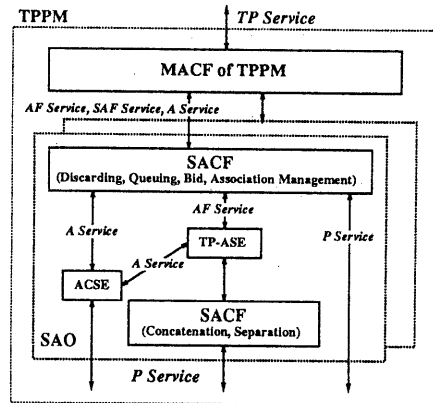 TPPM
TP Service
MACF of TPPM
AF Service, SAF Service, A Service
SACF
(Discarding, Queuing, Bid, Association Management)
AF Service
A Service
P Service
TP-ASE
A Service
ACSE
SACF
(Concatenation, Separation)
SAO
P Service